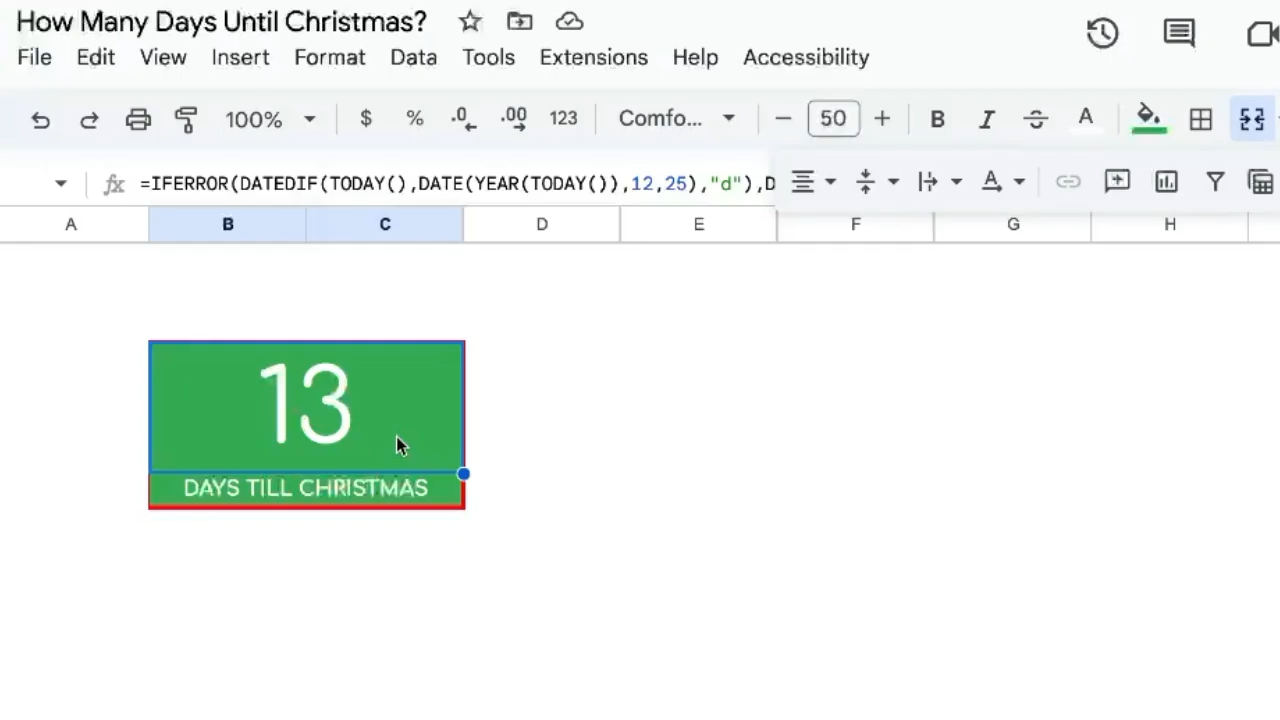 How Many Days Until Christmas?
File Edit View Insert Format Data Tools Extensions Help Accessibility
100% $ % .0 .00 123 Comfo... 50 B I A
fx =IFERROR(DATEDIF(TODAY(),DATE(YEAR(TODAY()),12,25),"d"),D
A B C D E F G H
13
DAYS TILL CHRISTMAS